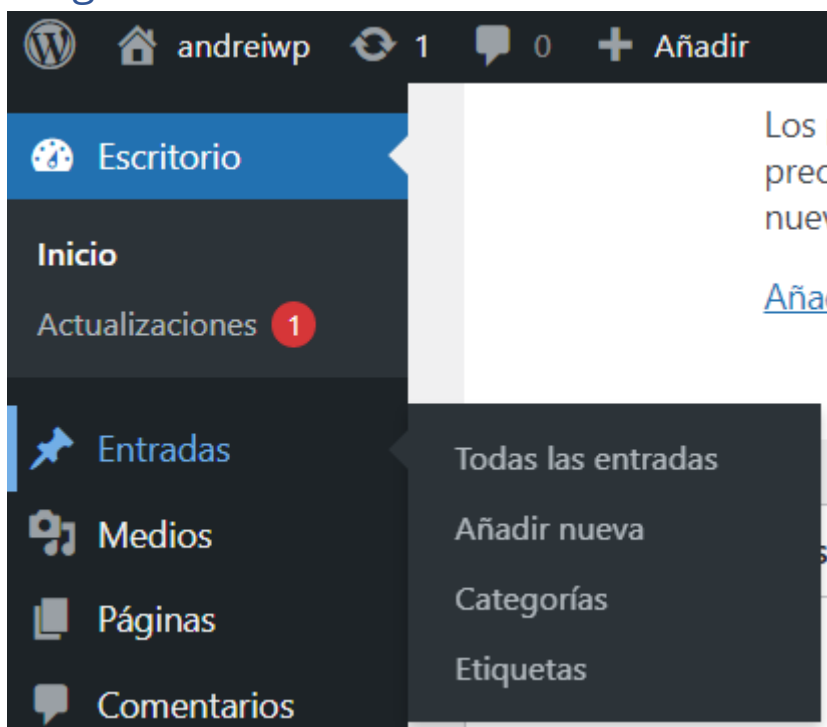 andreiwp 1 0 + Añadir
Escritorio
Los
Inicio
Actualizaciones 1
Entradas
Todas las entradas
Añadir nueva
Categorías
Etiquetas
Medios
Páginas
Comentarios